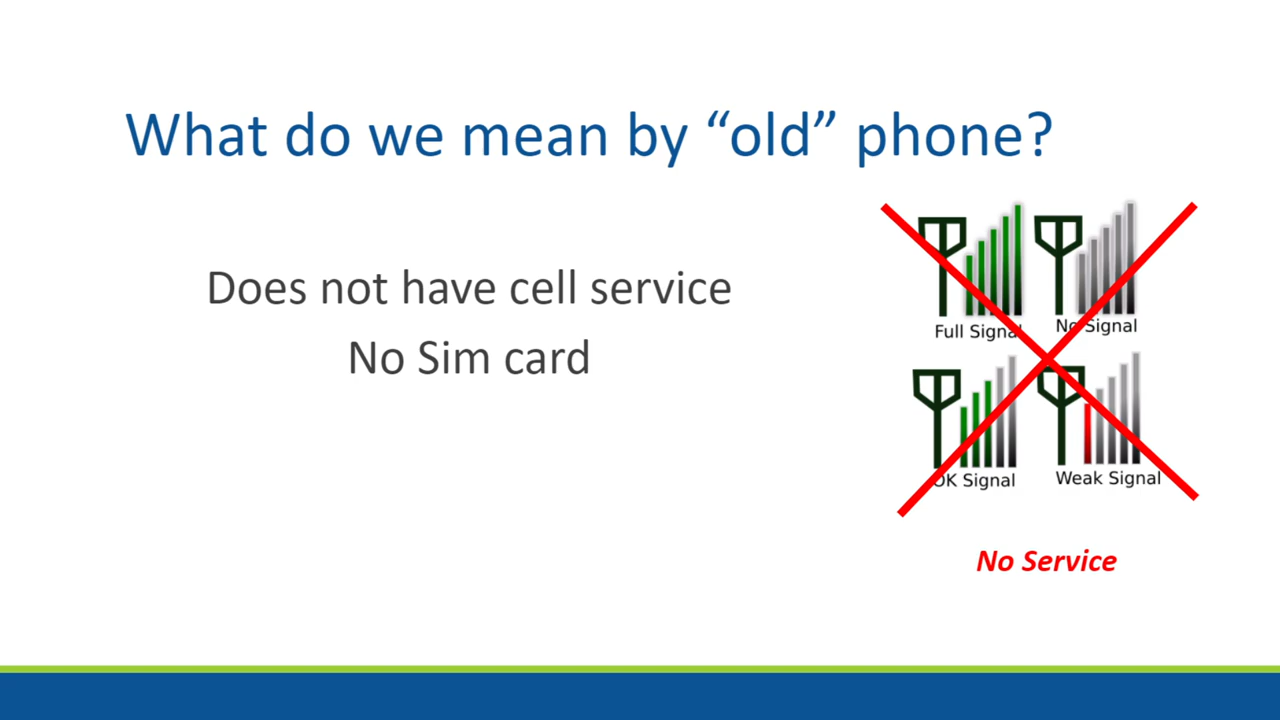 What do we mean by “old” phone?
Does not have cell service
No Sim card
Full Signal
No Signal
OK Signal
Weak Signal
No Service